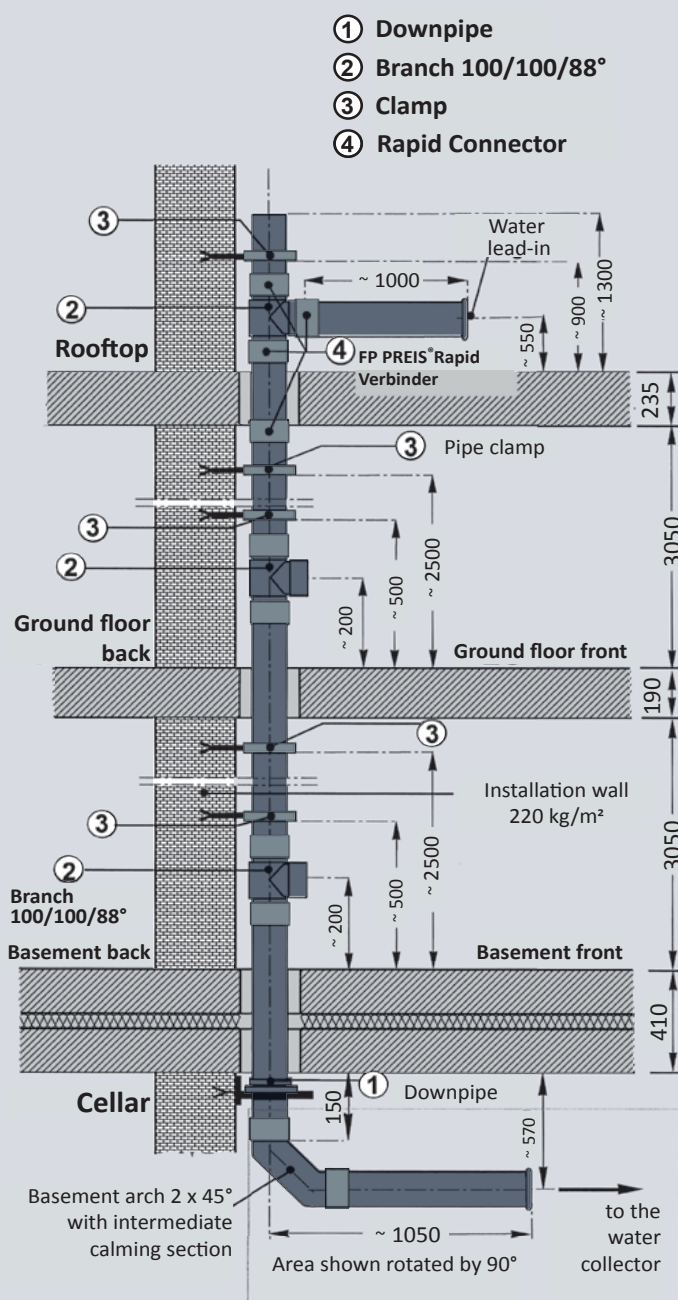 ① Downpipe
② Branch 100/100/88°
③ Clamp
④ Rapid Connector
③
Water
lead-in
~ 1000
②
~ 1300
~ 900
~ 550
Rooftop
④ FP PREIS®Rapid
Verbinder
235
③ Pipe clamp
③
3050
②
~ 2500
~ 500
~ 200
Ground floor
back
Ground floor front
190
③
Installation wall
220 kg/m²
③
3050
~ 2500
②
~ 500
Branch
100/100/88°
~ 200
Basement back
Basement front
410
Cellar
① Downpipe
150
~ 570
Basement arch 2 x 45°
with intermediate
calming section
~ 1050
Area shown rotated by 90°
to the
water
collector